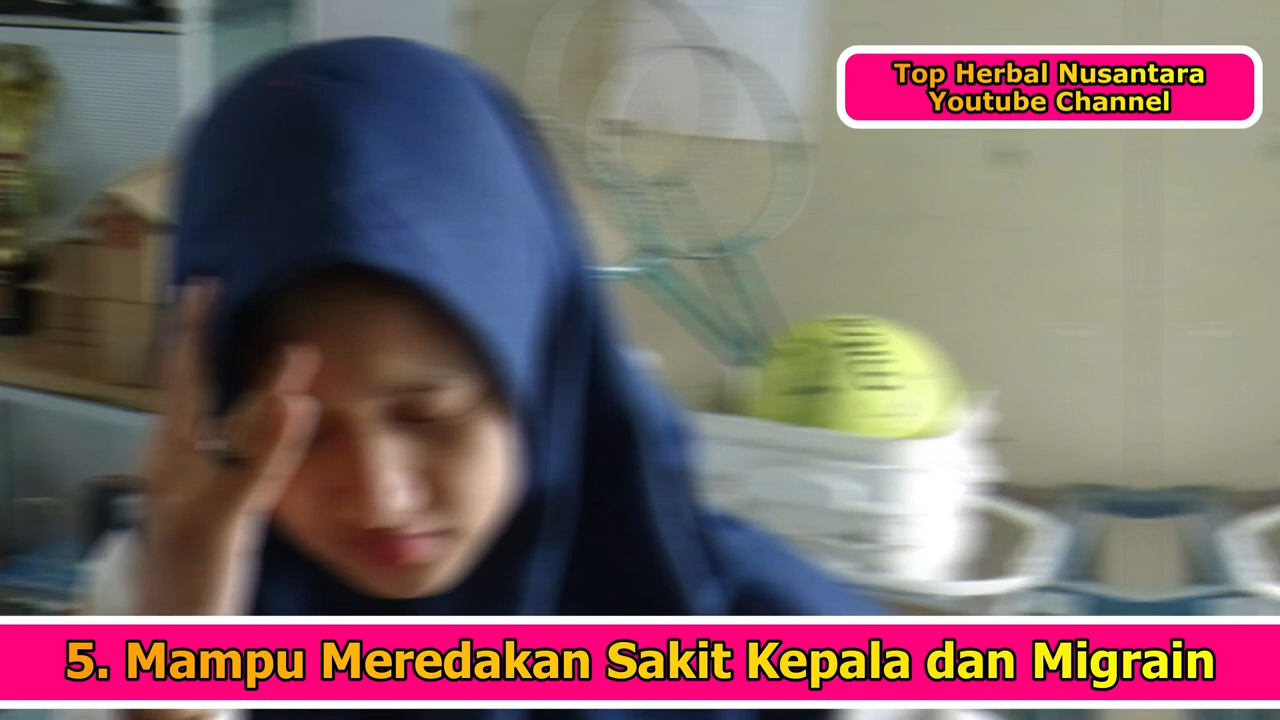 Top Herbal Nusantara
Youtube Channel
5. Mampu Meredakan Sakit Kepala dan Migrain